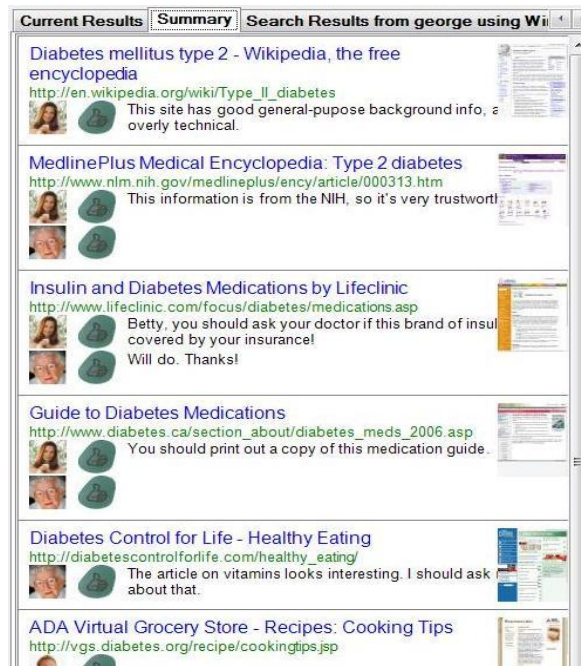 Current Results Summary Search Results from george using Wi
Diabetes mellitus type 2 - Wikipedia, the free
encyclopedia
http://en.wikipedia.org/wiki/Type_II_diabetes
This site has good general-pupose background info, a
overly technical.
MedlinePlus Medical Encyclopedia: Type 2 diabetes
http://www.nlm.nih.gov/medlineplus/ency/article/000313.htm
This information is from the NIH, so it's very trustworth
Insulin and Diabetes Medications by Lifeclinic
http://www.lifeclinic.com/focus/diabetes/medications.asp
Betty, you should ask your doctor if this brand of insul
covered by your insurance!
Will do. Thanks!
Guide to Diabetes Medications
http://www.diabetes.ca/section_about/diabetes_meds_2006.asp
You should print out a copy of this medication guide.
Diabetes Control for Life - Healthy Eating
http://diabetescontrolforlife.com/healthy_eating/
The article on vitamins looks interesting. I should ask
about that.
ADA Virtual Grocery Store - Recipes: Cooking Tips
http://vgs.diabetes.org/recipe/cookingtips.jsp